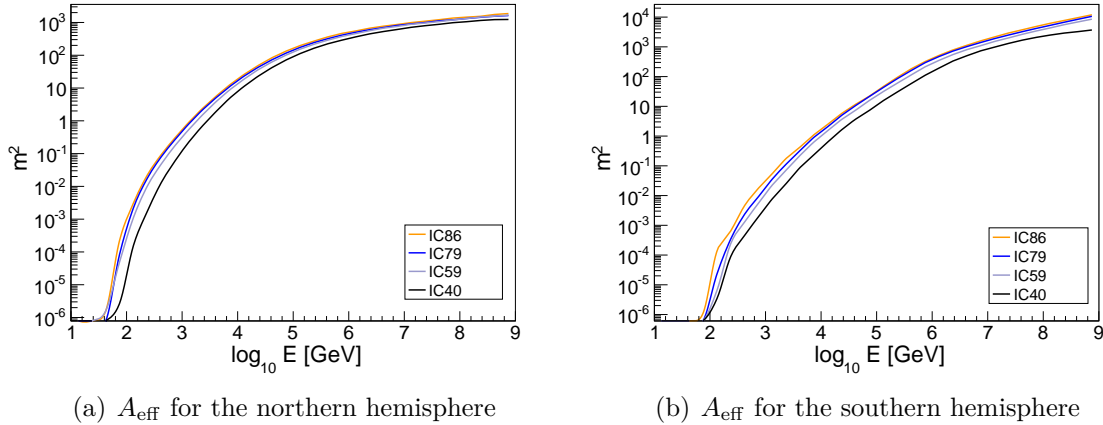 10³
10²
10
1
10⁻¹
10⁻²
10⁻³
10⁻⁴
10⁻⁵
10⁻⁶
m²
IC86
IC79
IC59
IC40
1 2 3 4 5 6 7 8 9
log₁₀ E [GeV]
(a) A_eff for the northern hemisphere
10⁴
10³
10²
10
1
10⁻¹
10⁻²
10⁻³
10⁻⁴
10⁻⁵
10⁻⁶
m²
IC86
IC79
IC59
IC40
1 2 3 4 5 6 7 8 9
log₁₀ E [GeV]
(b) A_eff for the southern hemisphere